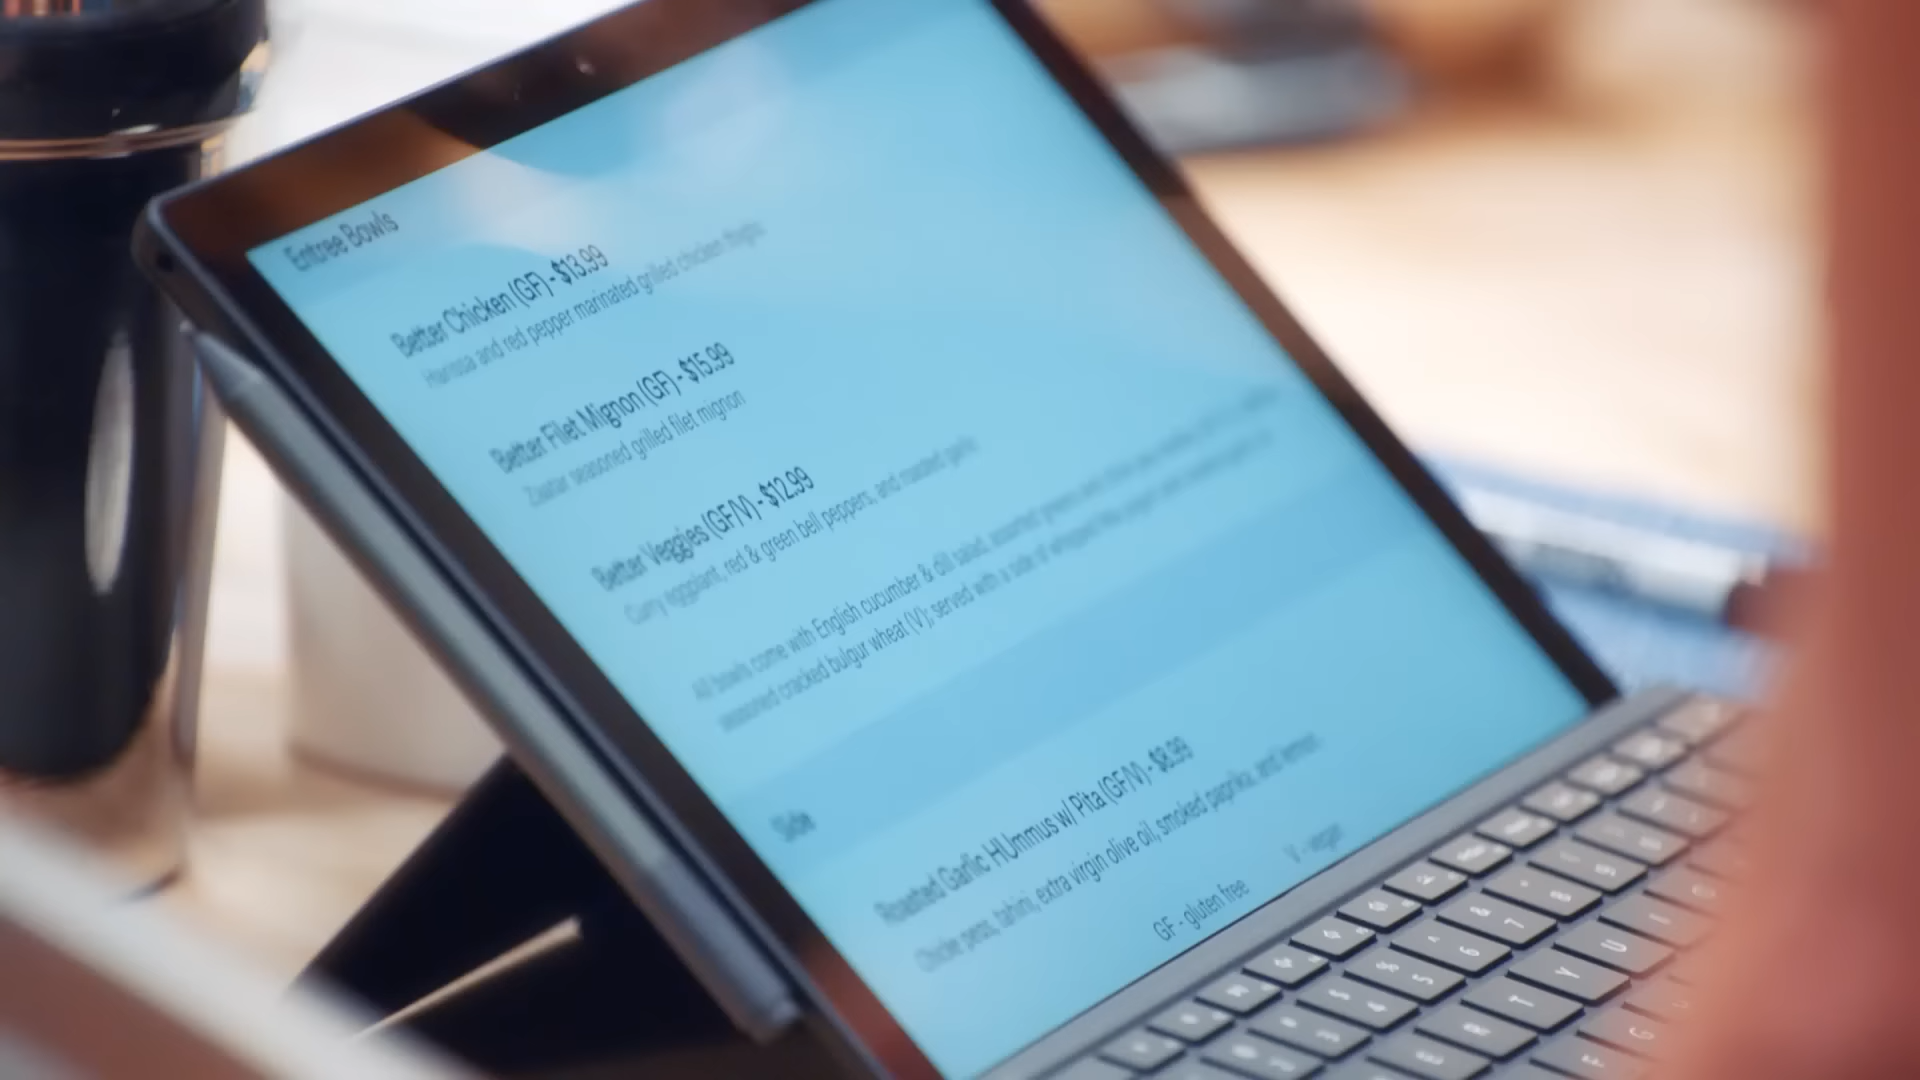 Entree Bowls
Better Chicken (GF) - $13.99
Harissa and red pepper marinated grilled chicken thighs
Better Filet Mignon (GF) - $15.99
Zaatar seasoned grilled filet mignon
Better Veggies (GF/V) - $12.99
Curry eggplant, red & green bell peppers, and roasted garlic
All bowls come with English cucumber & dill salad, assorted greens and
seasoned cracked bulgur wheat (V); served with a side of whipped
Side
Roasted Garlic HUmmus w/ Pita (GF/V) - $8.99
Chicke peas, tahini, extra virgin olive oil, smoked paprika, and lemon
V - vegan
GF - gluten free